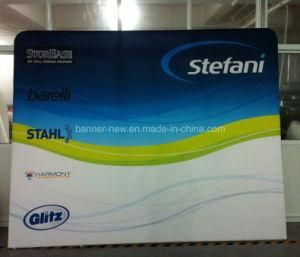 STOREASE
Stefani
barelli
STAHL
banner-new.en.made-in-china.com
HARMONY
Glitz